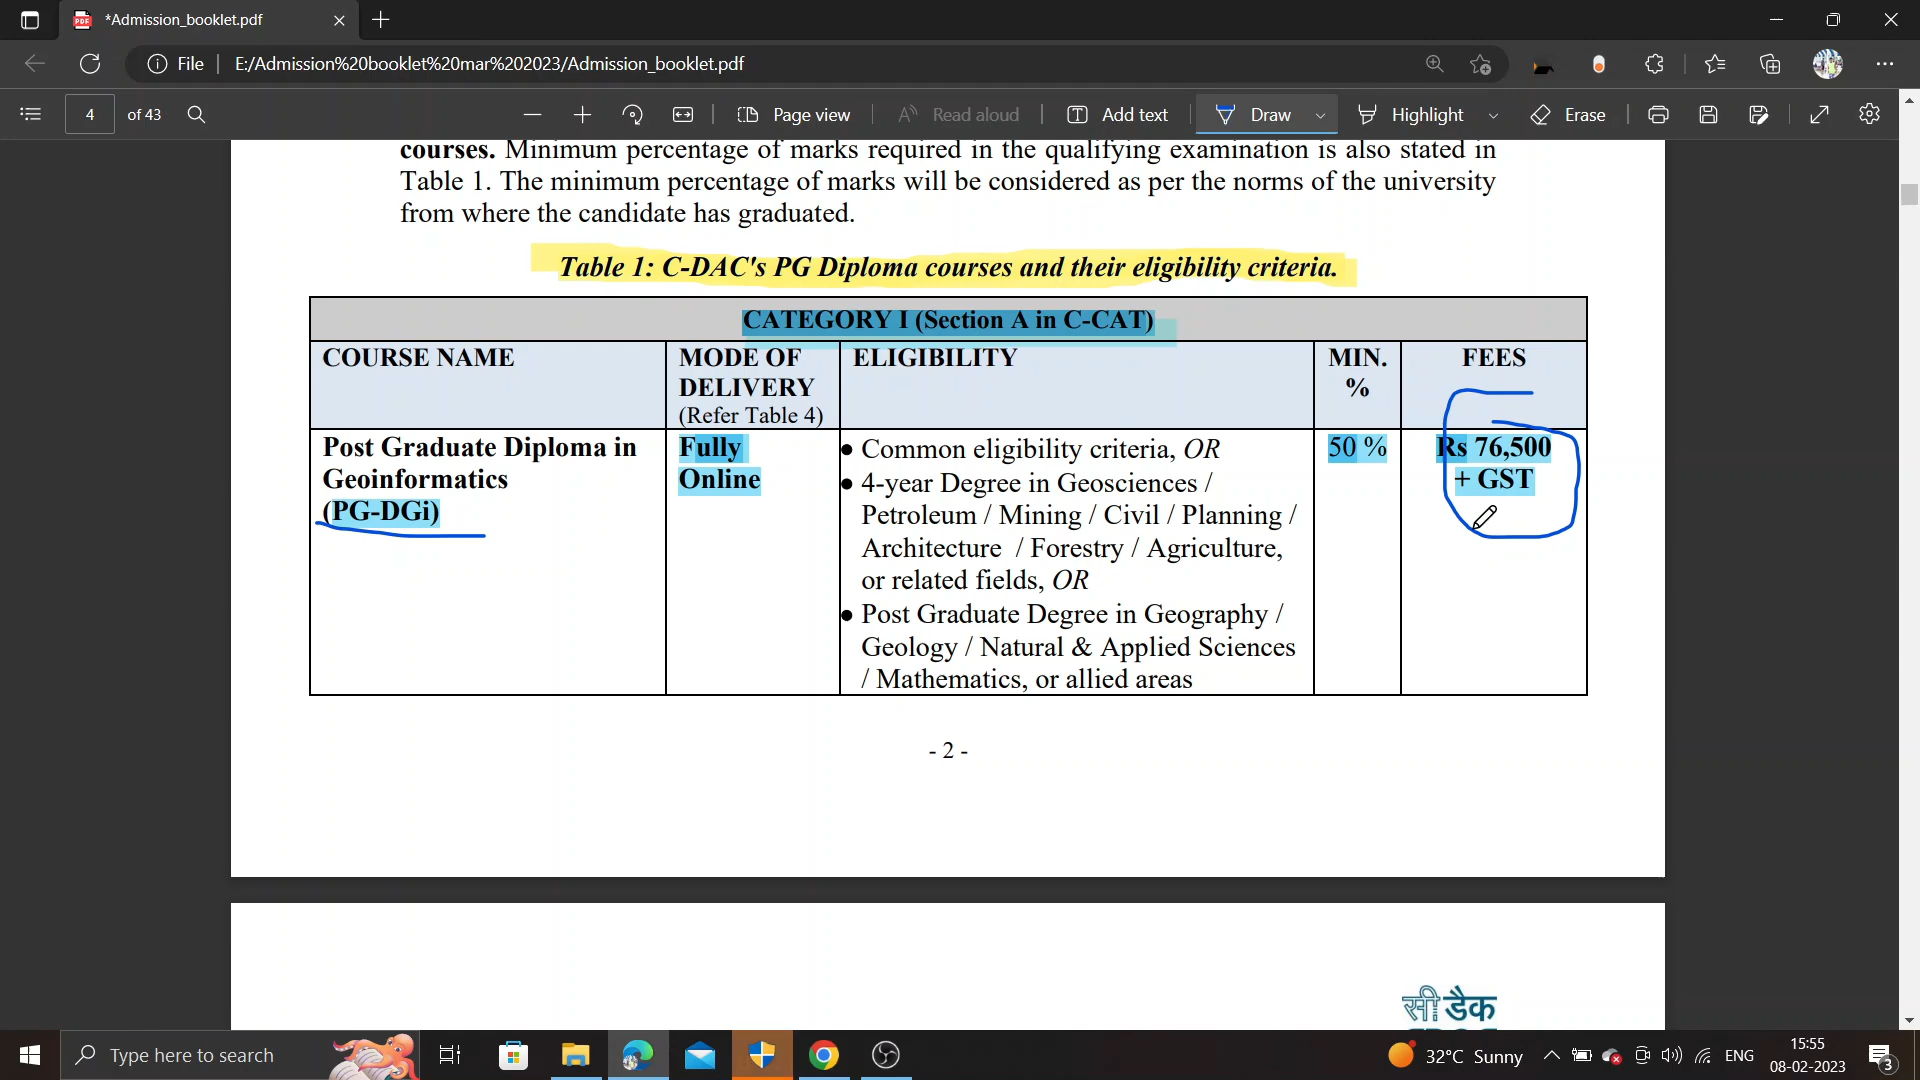 *Admission_booklet.pdf
File
E:/Admission%20booklet%20mar%202023/Admission_booklet.pdf
4 of 43
Page view
Read aloud
Add text
Draw
Highlight
Erase
courses. Minimum percentage of marks required in the qualifying examination is also stated in
Table 1. The minimum percentage of marks will be considered as per the norms of the university
from where the candidate has graduated.
Table 1: C-DAC's PG Diploma courses and their eligibility criteria.
CATEGORY I (Section A in C-CAT)
COURSE NAME
MODE OF
DELIVERY
(Refer Table 4)
ELIGIBILITY
MIN.
%
FEES
Post Graduate Diploma in
Geoinformatics
(PG-DGi)
Fully
Online
• Common eligibility criteria, OR
• 4-year Degree in Geosciences /
Petroleum / Mining / Civil / Planning /
Architecture / Forestry / Agriculture,
or related fields, OR
• Post Graduate Degree in Geography /
Geology / Natural & Applied Sciences
/ Mathematics, or allied areas
50 %
Rs 76,500
+ GST
- 2 -
सी डैक
Type here to search
32°C Sunny
ENG
15:55
08-02-2023
3